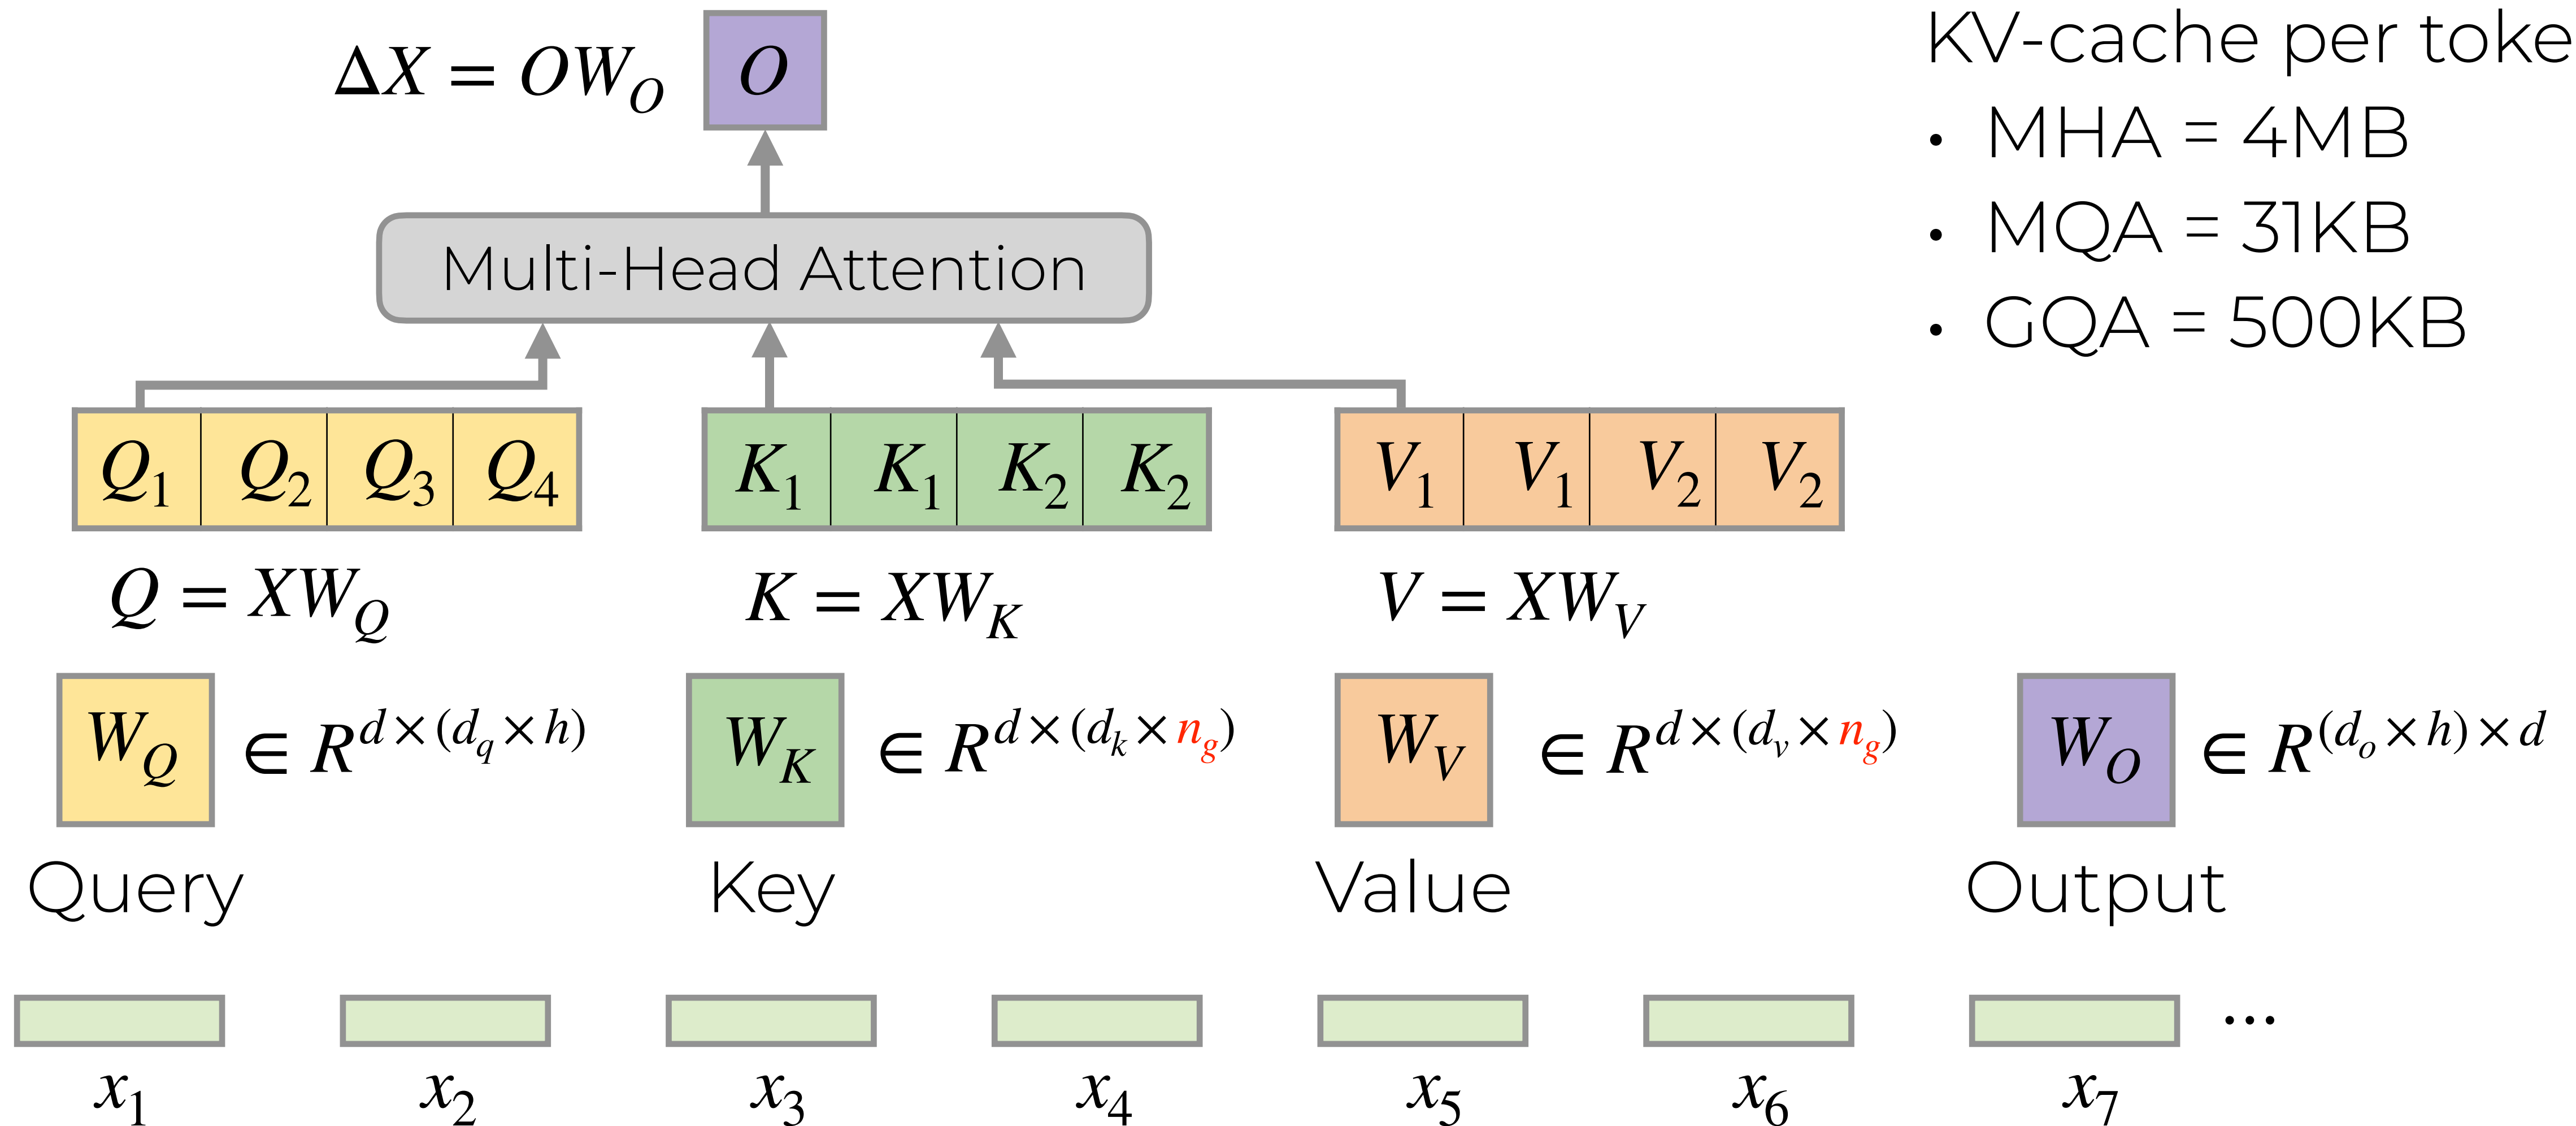 ΔX = OW_O
O
KV-cache per toke
• MHA = 4MB
• MQA = 31KB
• GQA = 500KB
Multi-Head Attention
Q_1 Q_2 Q_3 Q_4
K_1 K_1 K_2 K_2
V_1 V_1 V_2 V_2
Q = XW_Q
K = XW_K
V = XW_V
W_Q ∈ R^{d×(d_q×h)}
W_K ∈ R^{d×(d_k×n_g)}
W_V ∈ R^{d×(d_v×n_g)}
W_O ∈ R^{(d_o×h)×d}
Query
Key
Value
Output
...
x_1 x_2 x_3 x_4 x_5 x_6 x_7